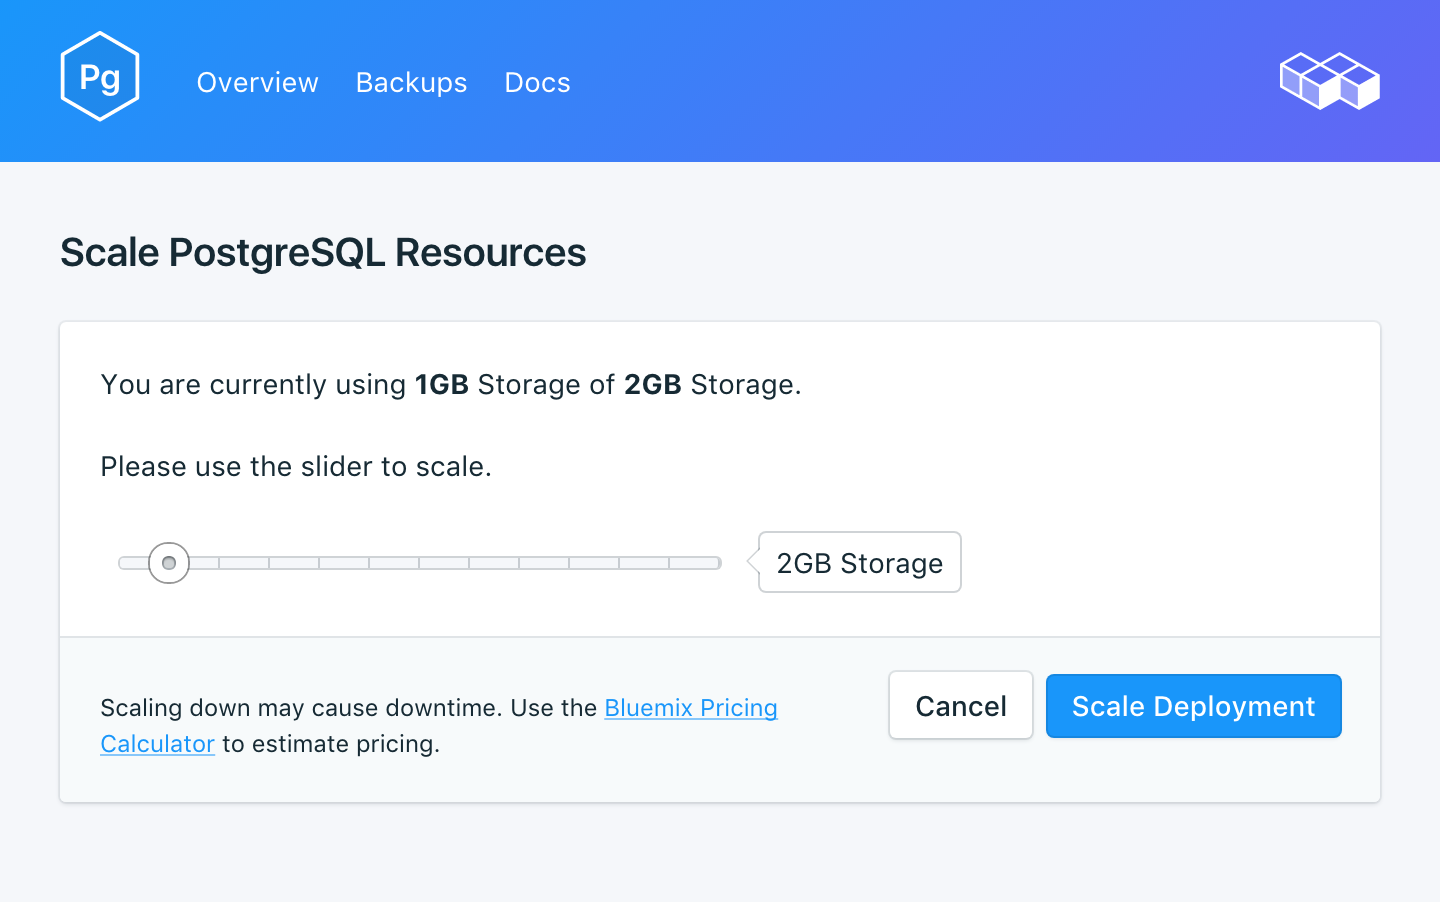 Pg
Overview Backups Docs
Scale PostgreSQL Resources
You are currently using 1GB Storage of 2GB Storage.
Please use the slider to scale.
2GB Storage
Scaling down may cause downtime. Use the Bluemix Pricing
Calculator to estimate pricing.
Cancel
Scale Deployment